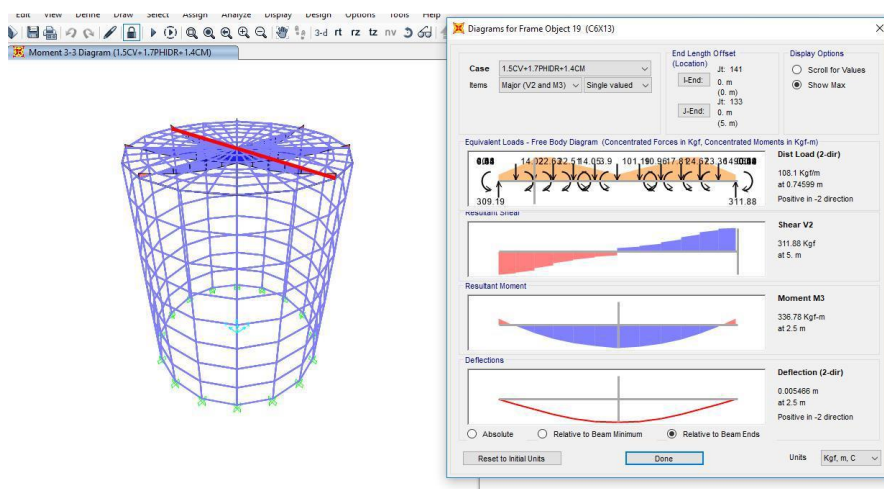 Edit View Define Draw Select Assign Analyze Display Design Options Tools Help
3-d rt rz tz nv
Moment 3-3 Diagram (1.5CV+1.7PHIDR+1.4CM)
Diagrams for Frame Object 19 (C6X13)
Case 1.5CV+1.7PHIDR+1.4CM
Items Major (V2 and M3) Single valued
End Length Offset
(Location)
I-End: Jt: 141
0. m
(0. m)
J-End: Jt: 133
0. m
(5. m)
Display Options
Scroll for Values
Show Max
Equivalent Loads - Free Body Diagram (Concentrated Forces in Kgf, Concentrated Moments in Kgf-m)
309.19
311.88
Dist Load (2-dir)
108.1 Kgf/m
at 0.74599 m
Positive in -2 direction
Resultant Shear
Shear V2
311.88 Kgf
at 5. m
Resultant Moment
Moment M3
336.78 Kgf-m
at 2.5 m
Deflections
Deflection (2-dir)
0.005466 m
at 2.5 m
Positive in -2 direction
Absolute
Relative to Beam Minimum
Relative to Beam Ends
Reset to Initial Units
Done
Units Kgf, m, C